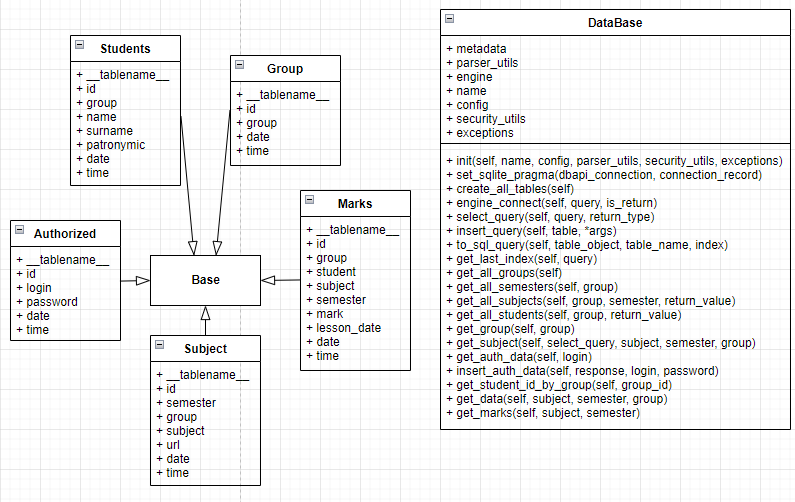 Students
+ __tablename__
+ id
+ group
+ name
+ surname
+ patronymic
+ date
+ time
Group
+ __tablename__
+ id
+ group
+ date
+ time
Authorized
+ __tablename__
+ id
+ login
+ password
+ date
+ time
Base
Marks
+ __tablename__
+ id
+ group
+ student
+ subject
+ semester
+ mark
+ lesson_date
+ date
+ time
Subject
+ __tablename__
+ id
+ semester
+ group
+ subject
+ url
+ date
+ time
DataBase
+ metadata
+ parser_utils
+ engine
+ name
+ config
+ security_utils
+ exceptions
+ init(self, name, config, parser_utils, security_utils, exceptions)
+ set_sqlite_pragma(dbapi_connection, connection_record)
+ create_all_tables(self)
+ engine_connect(self, query, is_return)
+ select_query(self, query, return_type)
+ insert_query(self, table, *args)
+ to_sql_query(self, table_object, table_name, index)
+ get_last_index(self, query)
+ get_all_groups(self)
+ get_all_semesters(self, group)
+ get_all_subjects(self, group, semester, return_value)
+ get_all_students(self, group, return_value)
+ get_group(self, group)
+ get_subject(self, select_query, subject, semester, group)
+ get_auth_data(self, login)
+ insert_auth_data(self, response, login, password)
+ get_student_id_by_group(self, group_id)
+ get_data(self, subject, semester, group)
+ get_marks(self, subject, semester)